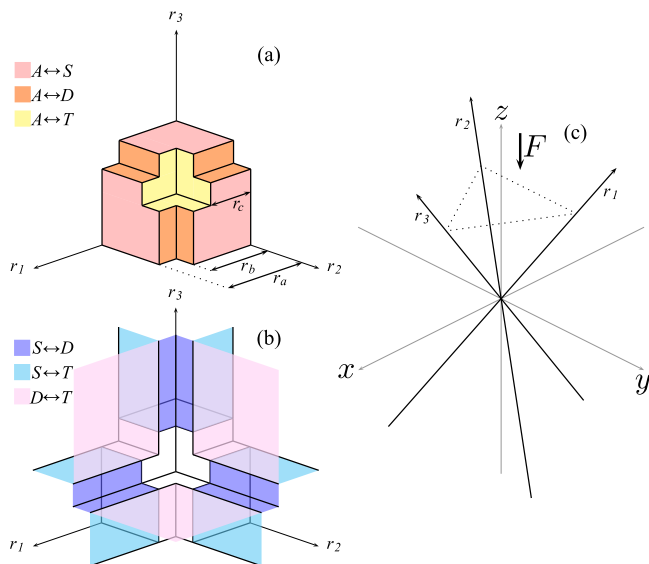 r3
(a)
A↔S
A↔D
A↔T
rc
r1
rb
r2
ra
r3
(b)
S↔D
S↔T
D↔T
r1
r2
z
(c)
r2
F
r1
r3
x
y